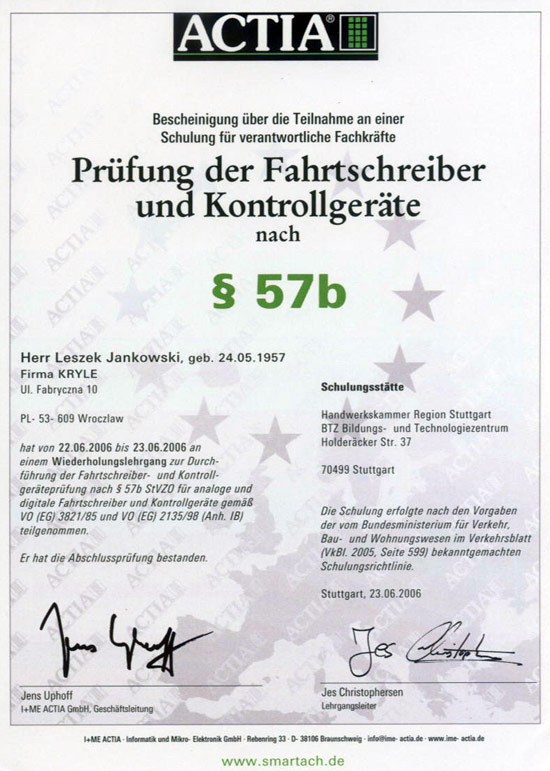 ACTIA®
Bescheinigung über die Teilnahme an einer
Schulung für verantwortliche Fachkräfte
Prüfung der Fahrtschreiber
und Kontrollgeräte
nach
§ 57b
Herr Leszek Jankowski, geb. 24.05.1957
Firma KRYLE
Ul. Fabryczna 10
PL- 53- 609 Wroczlaw
hat von 22.06.2006 bis 23.06.2006 an
einem Wiederholungslehrgang zur Durch-
führung der Fahrtschreiber- und Kontroll-
geräteprüfung nach § 57b StVZO für analoge und
digitale Fahrtschreiber und Kontrollgeräte gemäß
VO (EG) 3821/85 und VO (EG) 2135/98 (Anh. IB)
teilgenommen.
Er hat die Abschlussprüfung bestanden.
Schulungsstätte
Handwerkskammer Region Stuttgart
BTZ Bildungs- und Technologiezentrum
Holderäcker Str. 37
70499 Stuttgart
Die Schulung erfolgte nach den Vorgaben
der vom Bundesministerium für Verkehr,
Bau- und Wohnungswesen im Verkehrsblatt
(VkBl. 2005, Seite 599) bekanntgemachten
Schulungsrichtlinie.
Stuttgart, 23.06.2006
Jens Uphoff
Jens Uphoff
I+ME ACTIA GmbH, Geschäftsleitung
Jes Christophersen
Jes Christophersen
Lehrgangsleiter
I+ME ACTIA · Informatik und Mikro- Elektronik GmbH · Rebenring 33 · D- 38106 Braunschweig · info@ime- actia.de · www.ime- actia.de
www.smartach.de